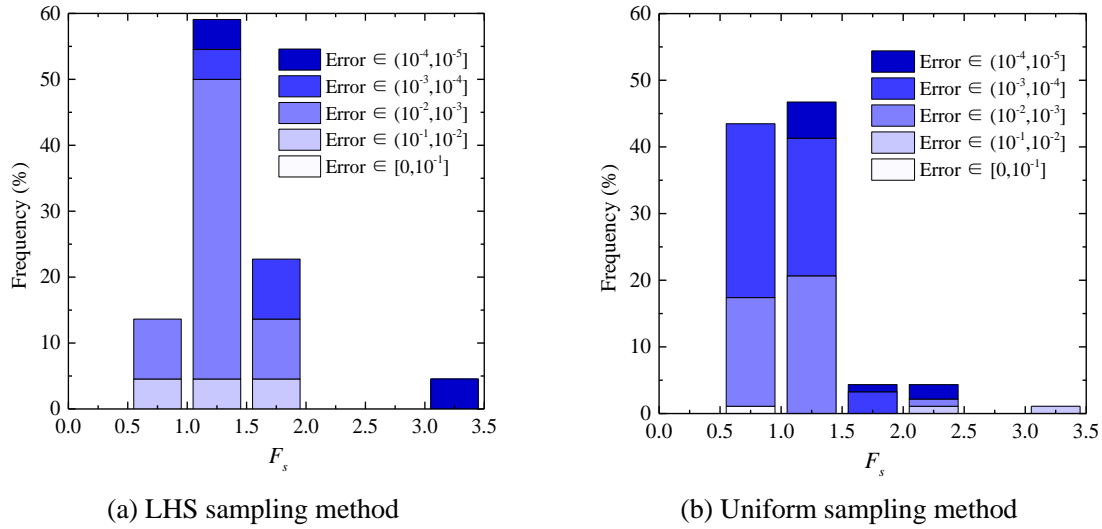 60
50
40
30
20
10
0
Frequency (%)
Error ∈ (10⁻⁴,10⁻⁵]
Error ∈ (10⁻³,10⁻⁴]
Error ∈ (10⁻²,10⁻³]
Error ∈ (10⁻¹,10⁻²]
Error ∈ [0,10⁻¹]
0.0 0.5 1.0 1.5 2.0 2.5 3.0 3.5
Fₛ
(a) LHS sampling method
60
50
40
30
20
10
0
Frequency (%)
Error ∈ (10⁻⁴,10⁻⁵]
Error ∈ (10⁻³,10⁻⁴]
Error ∈ (10⁻²,10⁻³]
Error ∈ (10⁻¹,10⁻²]
Error ∈ [0,10⁻¹]
0.0 0.5 1.0 1.5 2.0 2.5 3.0 3.5
Fₛ
(b) Uniform sampling method